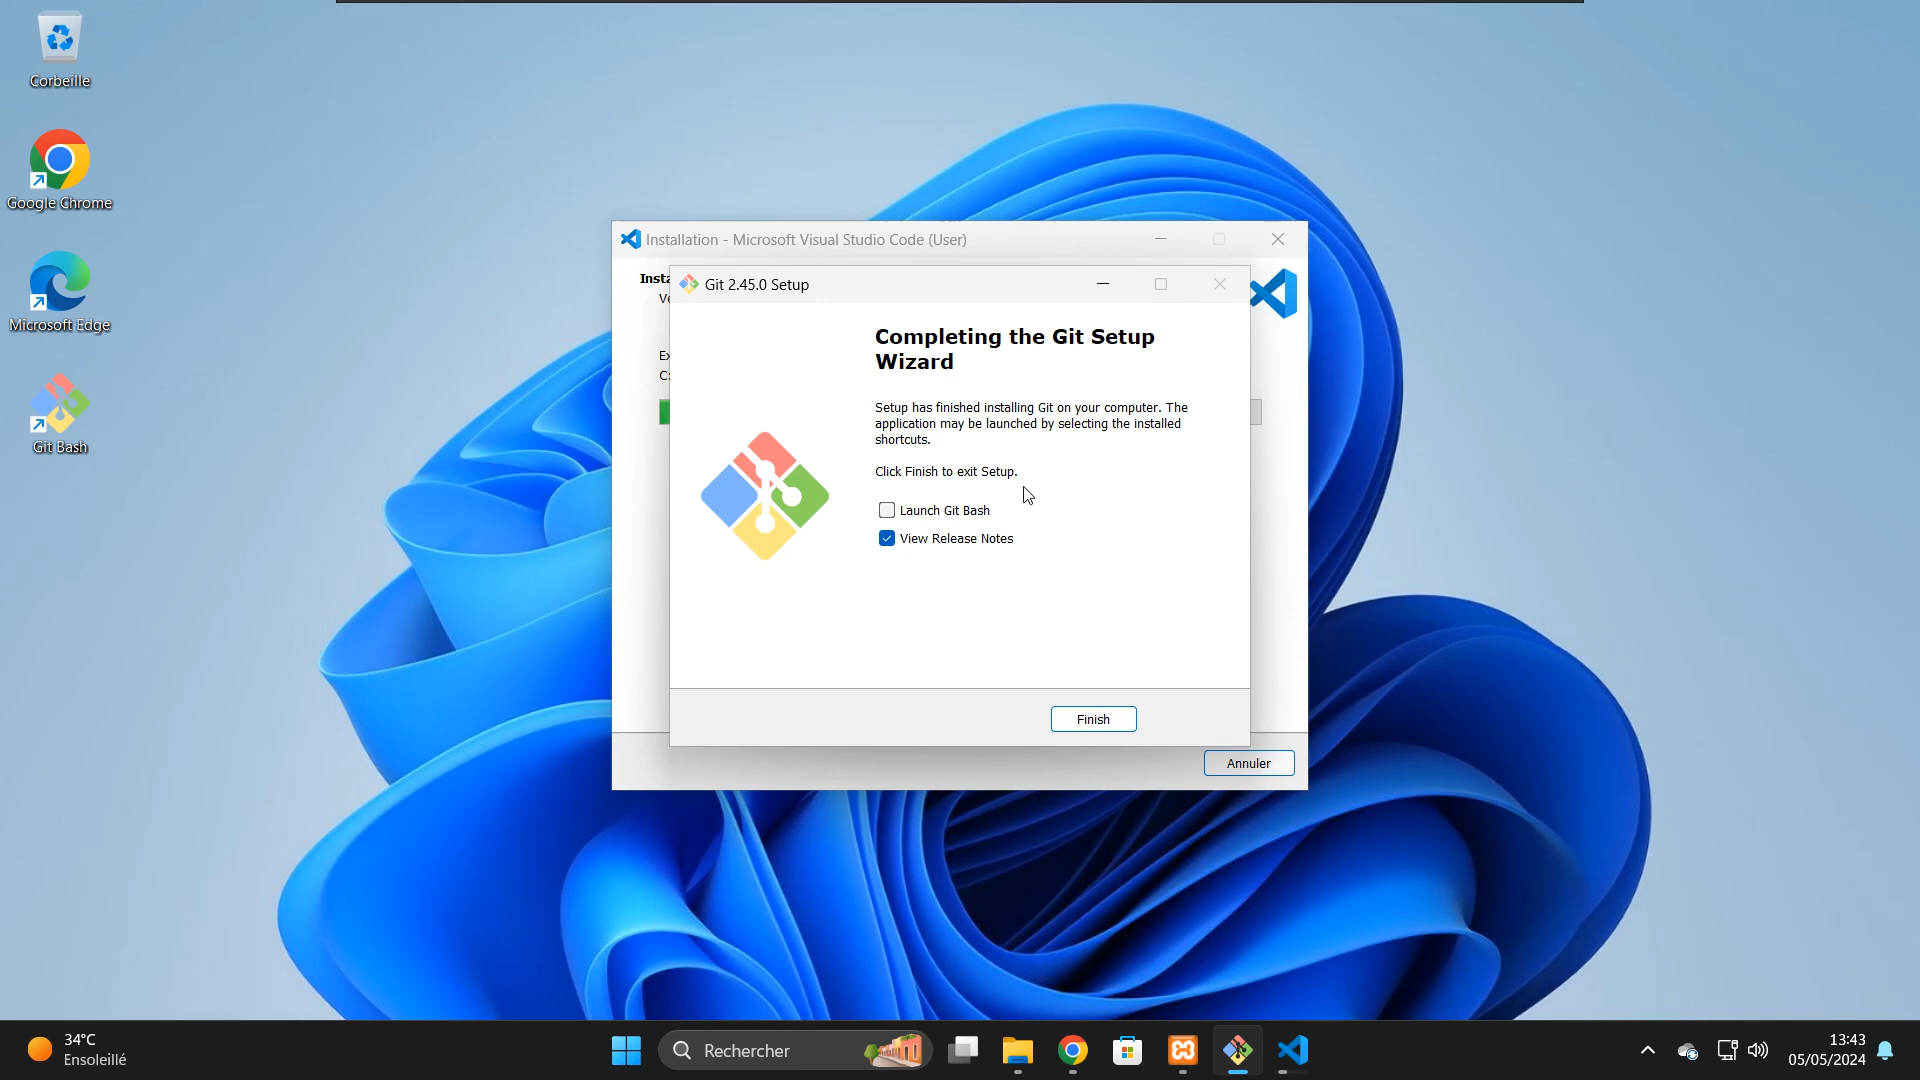 Corbeille
Google Chrome
Microsoft Edge
Git Bash
Installation - Microsoft Visual Studio Code (User)
Git 2.45.0 Setup
Completing the Git Setup
Wizard
Setup has finished installing Git on your computer. The
application may be launched by selecting the installed
shortcuts.
Click Finish to exit Setup.
Launch Git Bash
View Release Notes
Finish
Annuler
34°C
Ensoleillé
Rechercher
13:43
05/05/2024